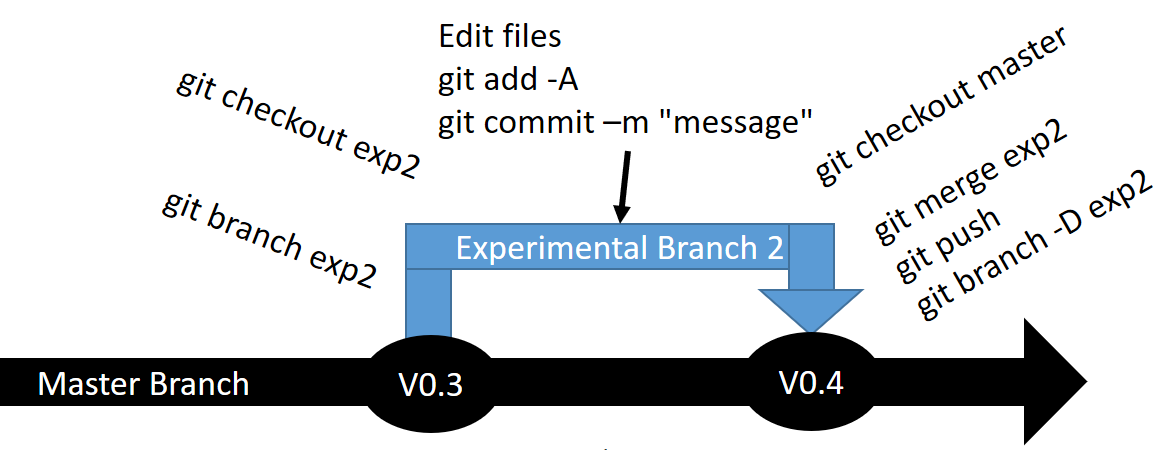 Edit files
git add -A
git commit –m "message"
git checkout exp2
git branch exp2
git checkout master
git merge exp2
git push
git branch -D exp2
Experimental Branch 2
Master Branch
V0.3
V0.4